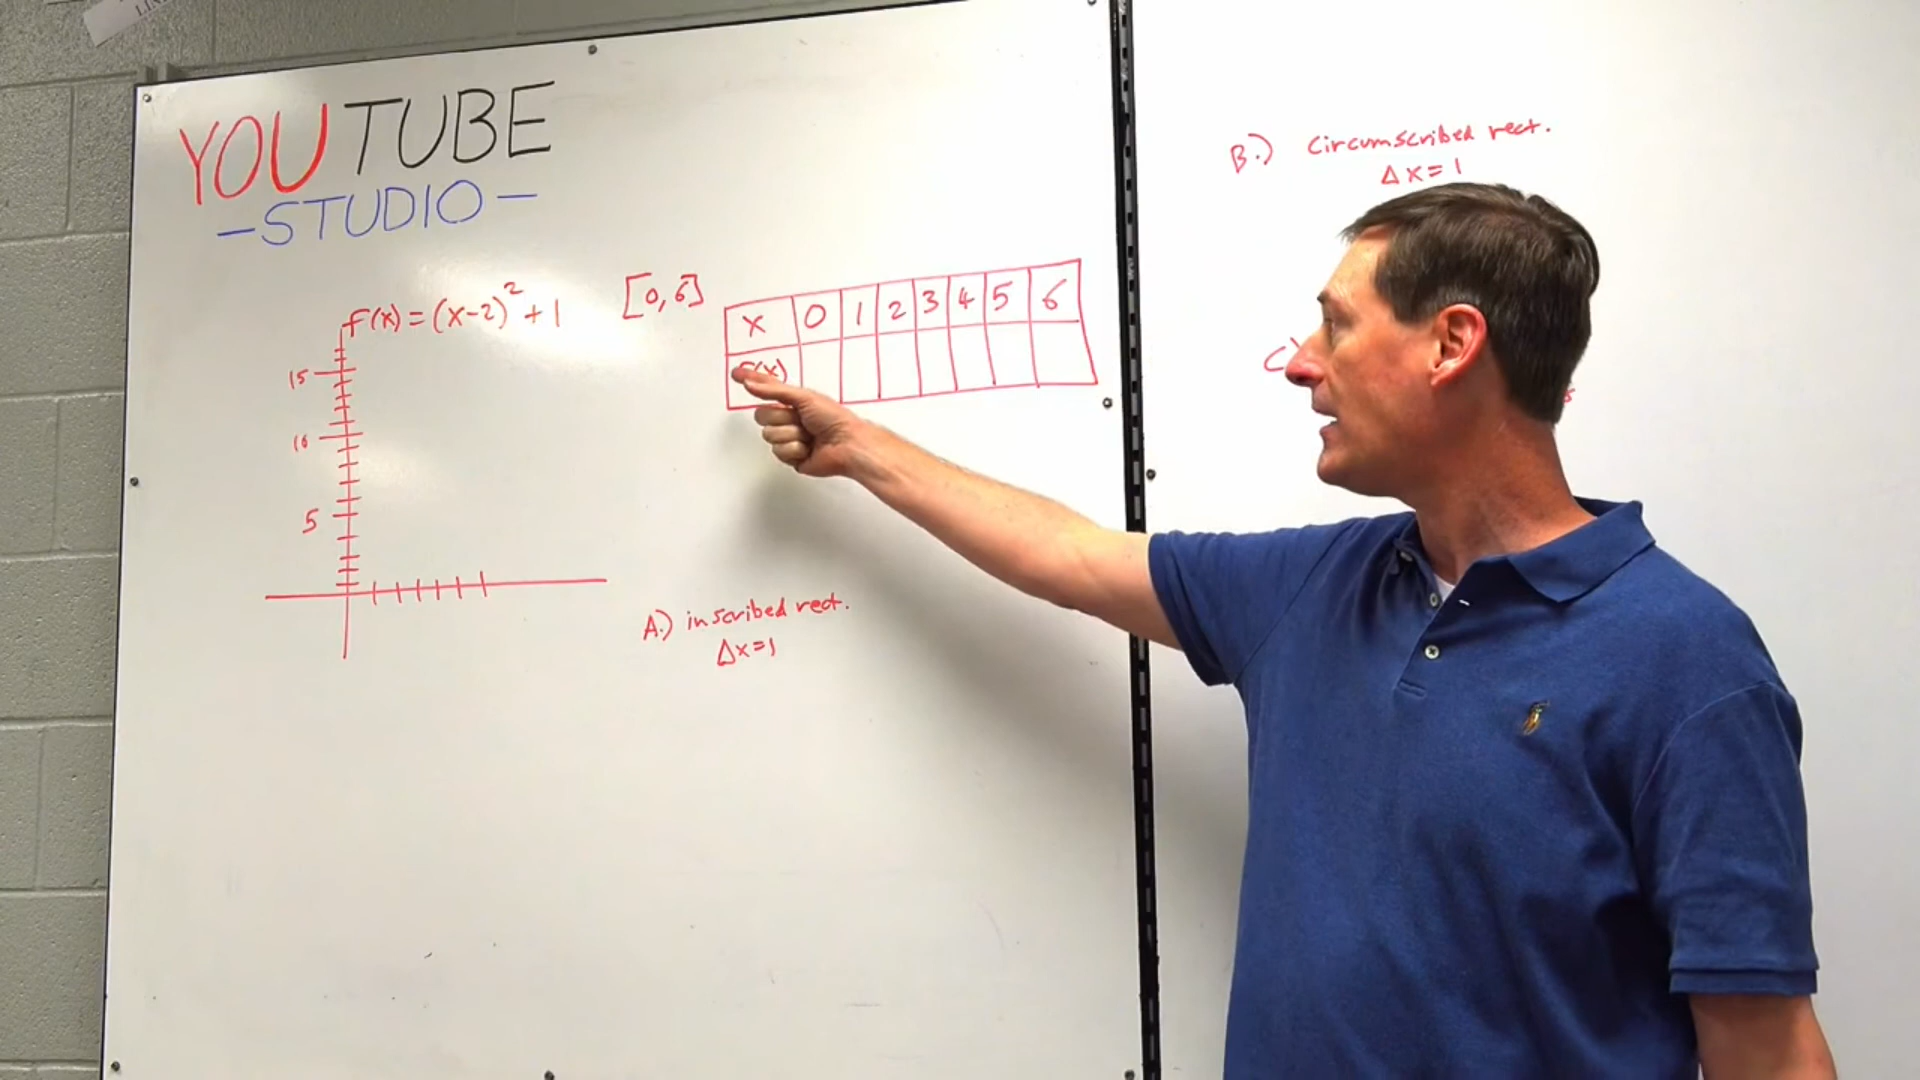 YOUTUBE
-STUDIO-
f(x) = (x-2)² + 1
[0, 6]
x 0 1 2 3 4 5 6
f(x)
15
10
5
A.) inscribed rect.
Δx=1
B.) Circumscribed rect.
Δx=1